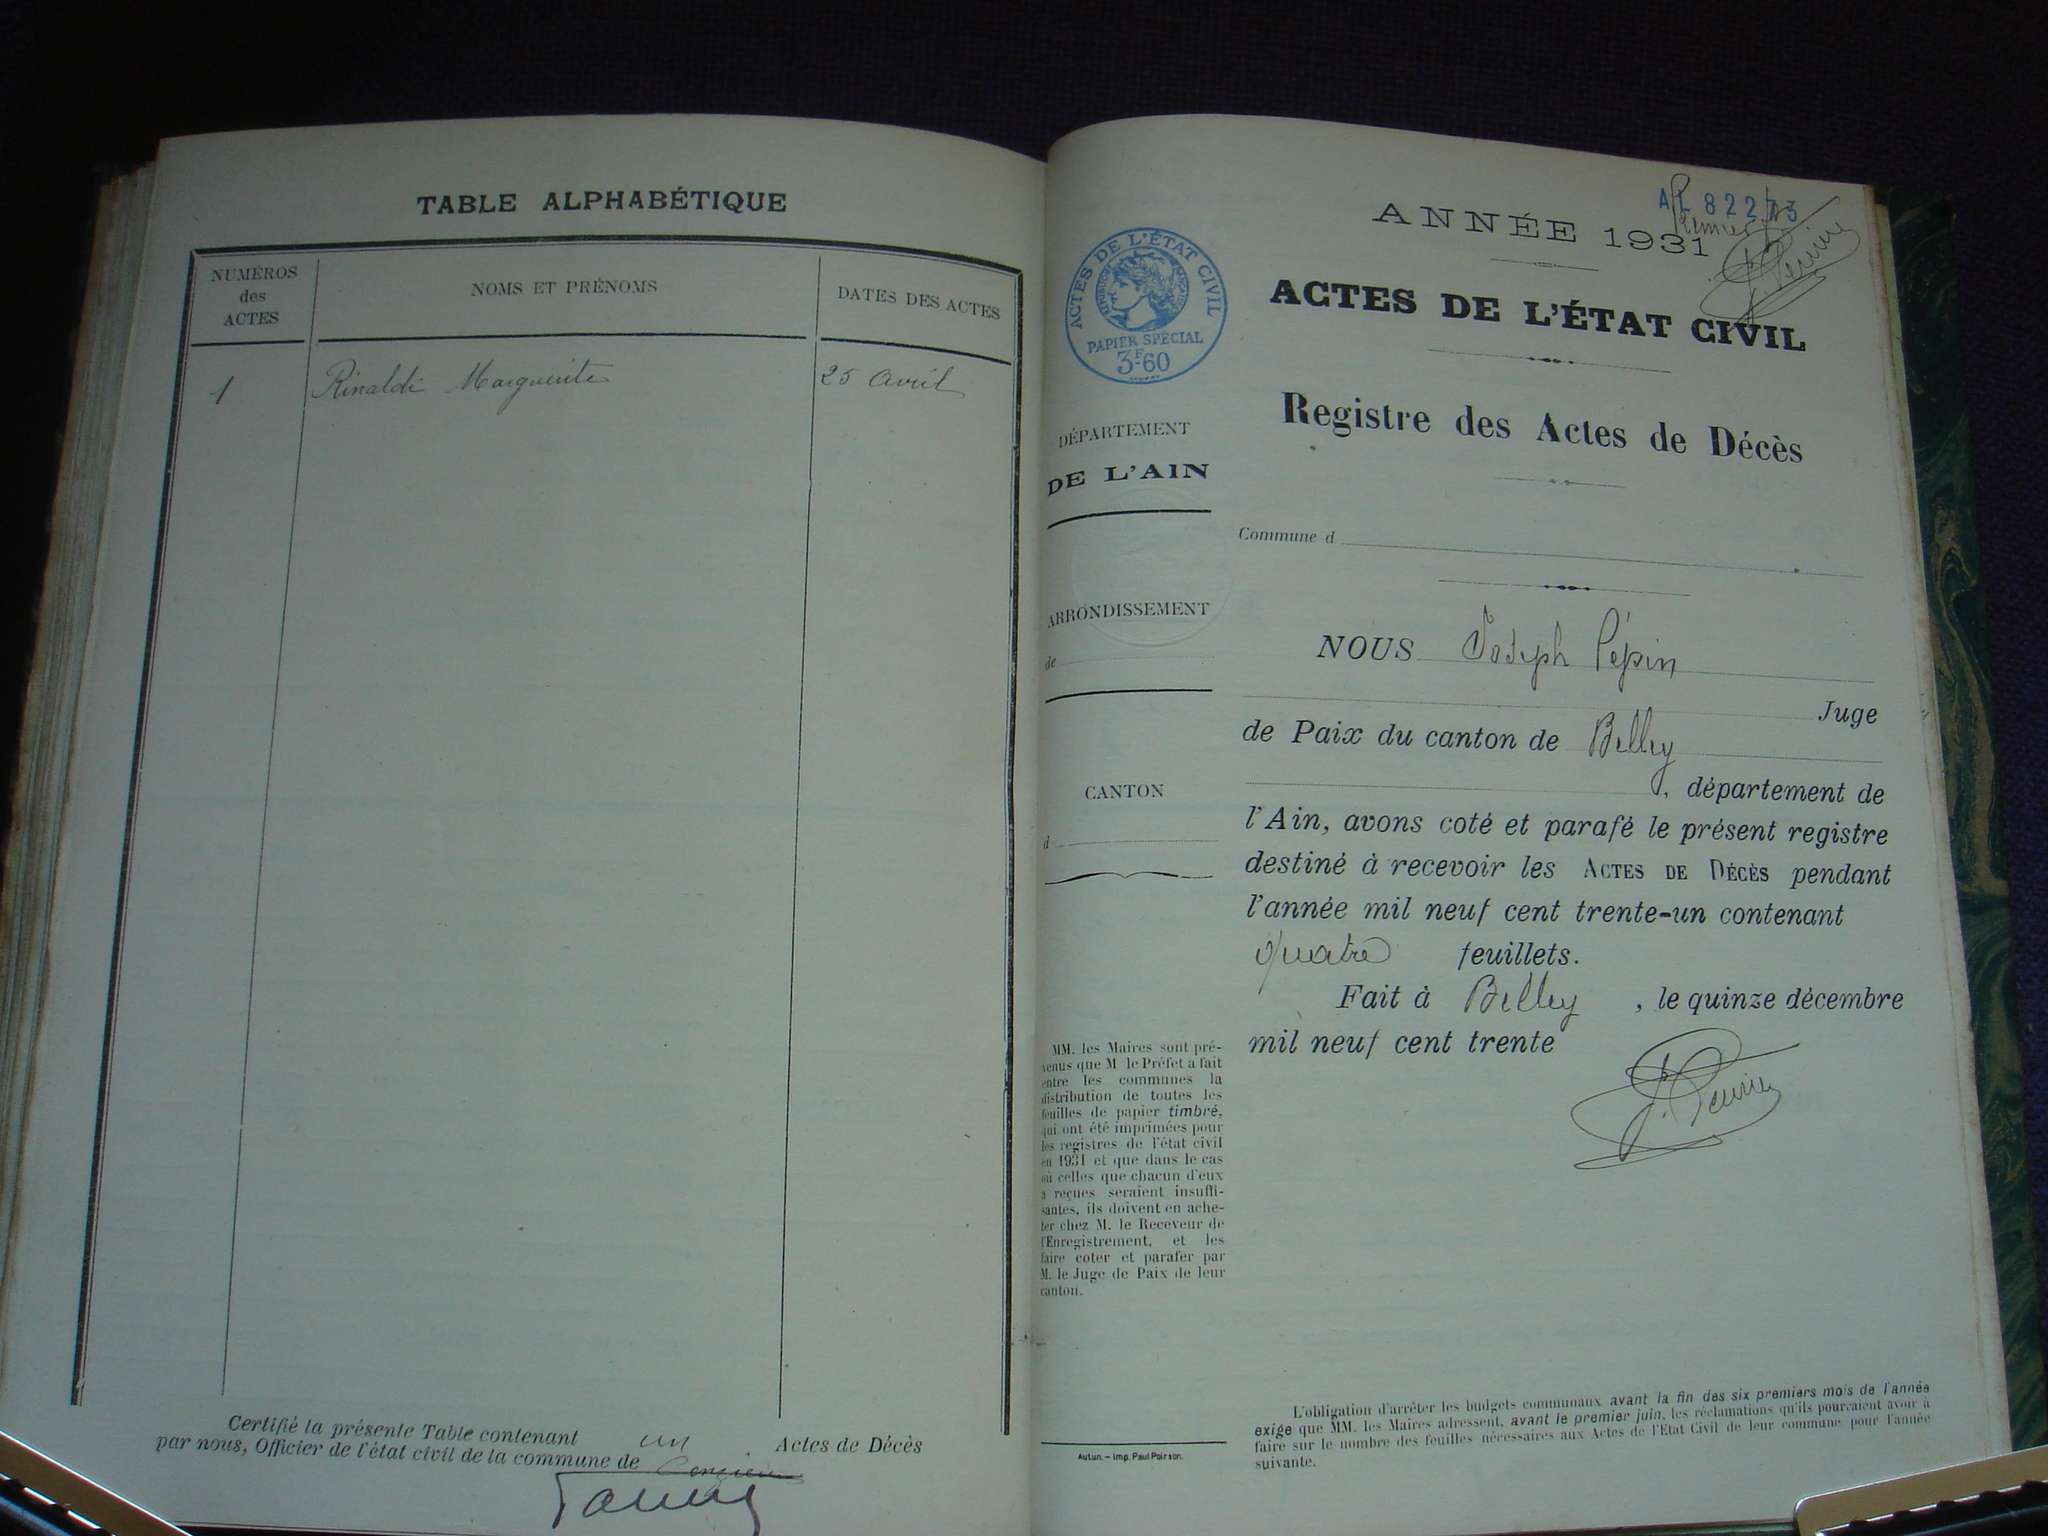 TABLE ALPHABÉTIQUE
NUMÉROS
des
ACTES
NOMS ET PRÉNOMS
DATES DES ACTES
1
Rinaldi Marguerite
25 Avril
Certifié la présente Table contenant un Actes de Décès
par nous, Officier de l'état civil de la commune de
AL 82273
Premier
ANNÉE 1931
ACTES DE L'ÉTAT CIVIL
RÉPUBLIQUE FRANÇAISE
PAPIER SPÉCIAL
3F60
ACTES DE L'ÉTAT CIVIL
Registre des Actes de Décès
DÉPARTEMENT
DE L'AIN
ARRONDISSEMENT
de
CANTON
d
MM. les Maires sont pré-
venus que M le Préfet a fait
entre les communes la
distribution de toutes les
feuilles de papier timbré,
qui ont été imprimées pour
les registres de l'état civil
en 1931 et que dans le cas
où celles que chacun d'eux
a reçues seraient insuffi-
santes, ils doivent en ache-
ter chez M. le Receveur de
l'Enregistrement, et les
faire coter et parafer par
M. le Juge de Paix de leur
canton.
Autun. – Imp. Paul Poirson.
Commune d
NOUS Joseph Pépin
Juge
de Paix du canton de Belley
, département de
l'Ain, avons coté et parafé le présent registre
destiné à recevoir les ACTES DE DÉCÈS pendant
l'année mil neuf cent trente-un contenant
quatre feuillets.
Fait à Belley, le quinze décembre
mil neuf cent trente
L'obligation d'arrêter les budgets communaux avant la fin des six premiers mois de l'année
exige que MM. les Maires adressent, avant le premier juin, les réclamations qu'ils pourraient avoir à
faire sur le nombre des feuilles nécessaires aux Actes de l'Etat Civil de leur commune pour l'année
suivante.